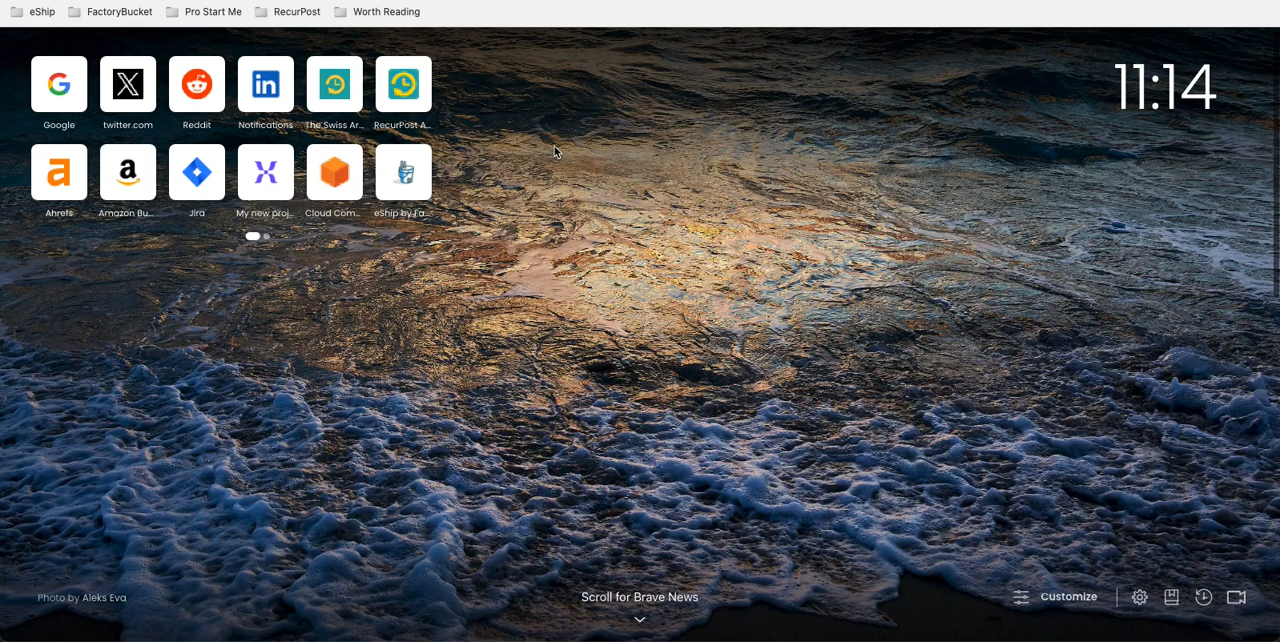 eShip FactoryBucket Pro Start Me RecurPost Worth Reading
11:14
Google twitter.com Reddit Notifications The Swiss Ar... RecurPost A...
Ahrefs Amazon Bu... Jira My new proj... Cloud Com... eShip by Fa...
Photo by Aleks Eva
Scroll for Brave News
Customize